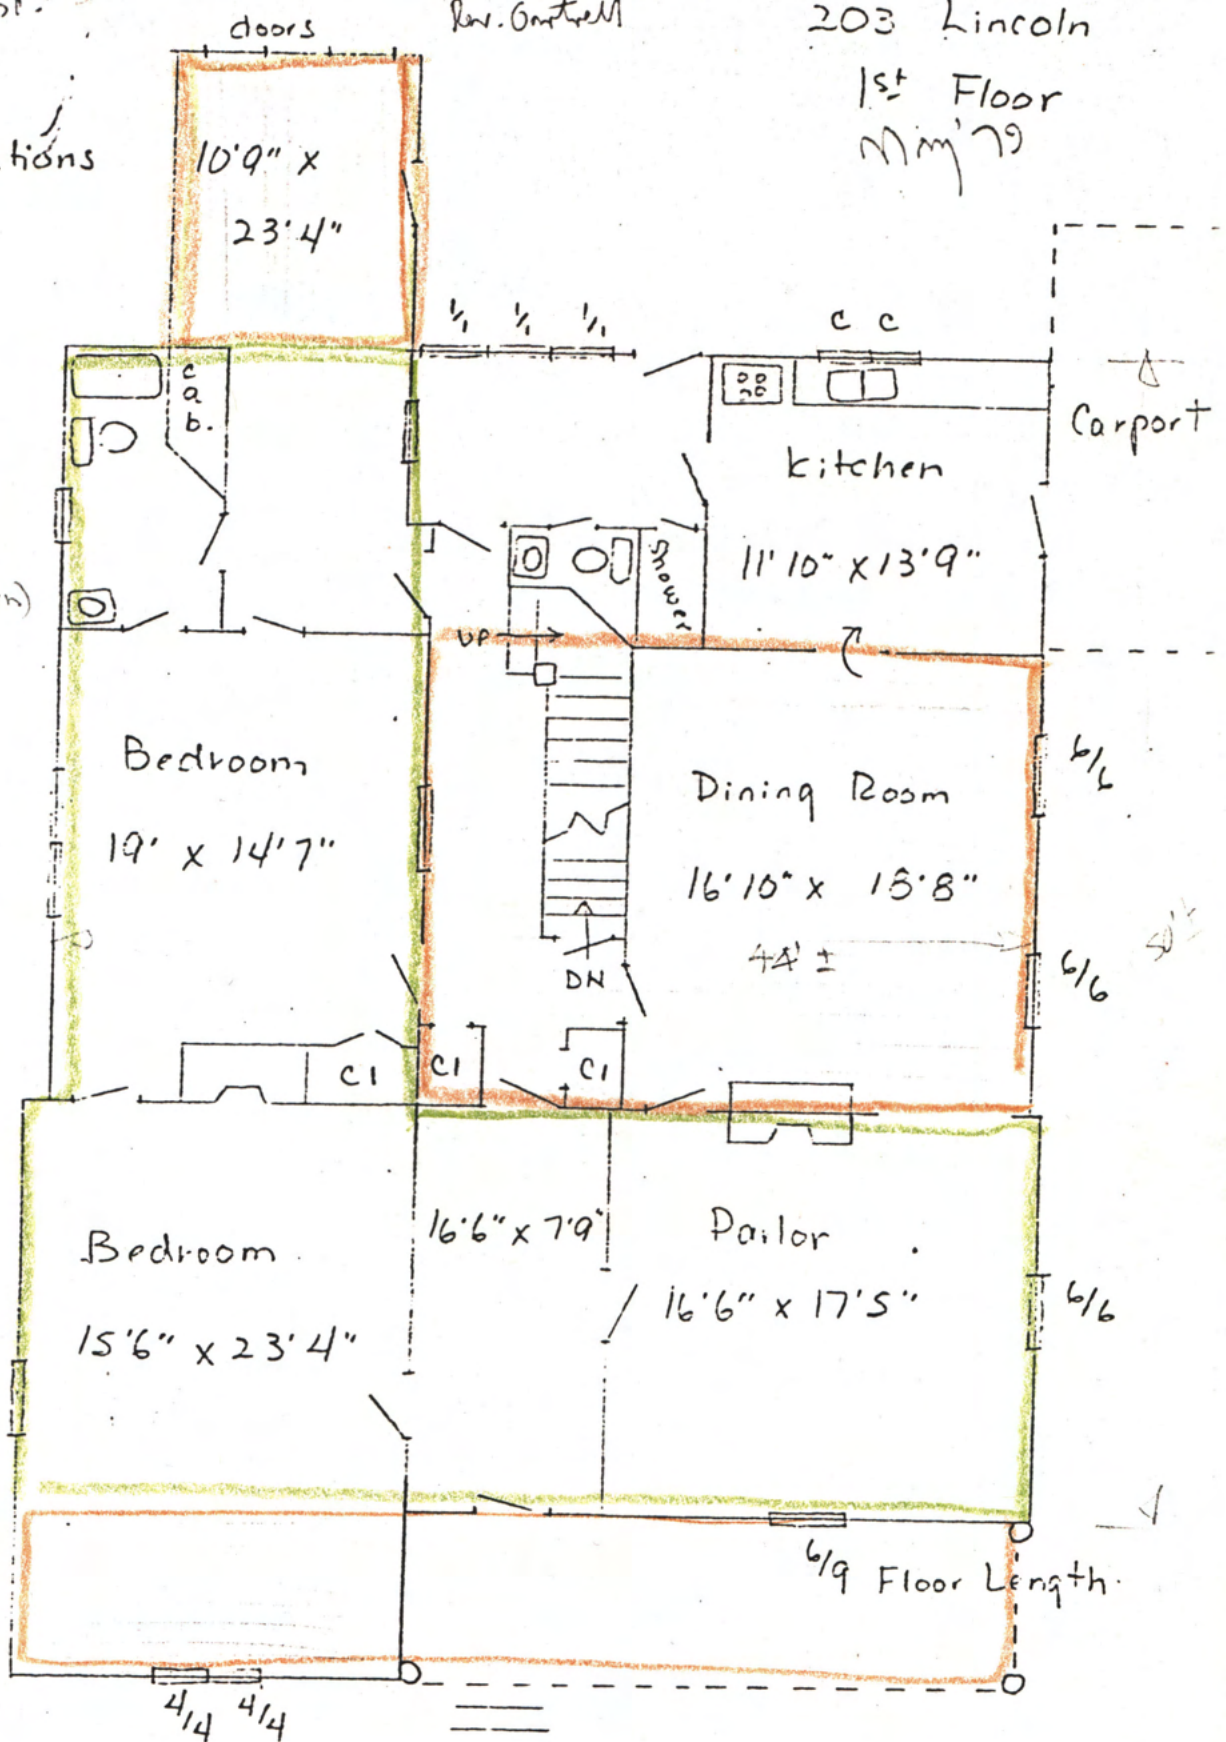 doors
203 Lincoln
1st Floor
May '79
tions
10'9" x
23'4"
1/1 1/1 1/1
c c
c
a
b.
Carport
Kitchen
11'10" x 13'9"
Shower
UP
Bedroom
19' x 14'7"
Dining Room
16'10" x 15'8"
44' ±
6/6
6/6
DN
Cl
Cl
Cl
Bedroom
15'6" x 23'4"
16'6" x 7'9"
Parlor
16'6" x 17'5"
6/6
6/9 Floor Length
4/4 4/4